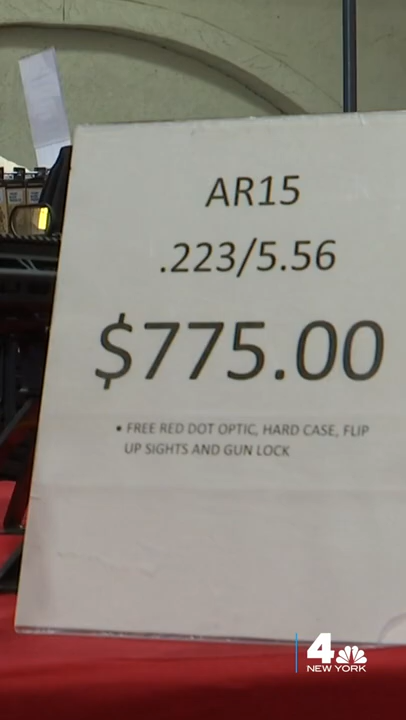 AR15
.223/5.56
$775.00
• FREE RED DOT OPTIC, HARD CASE, FLIP
UP SIGHTS AND GUN LOCK
4
NEW YORK